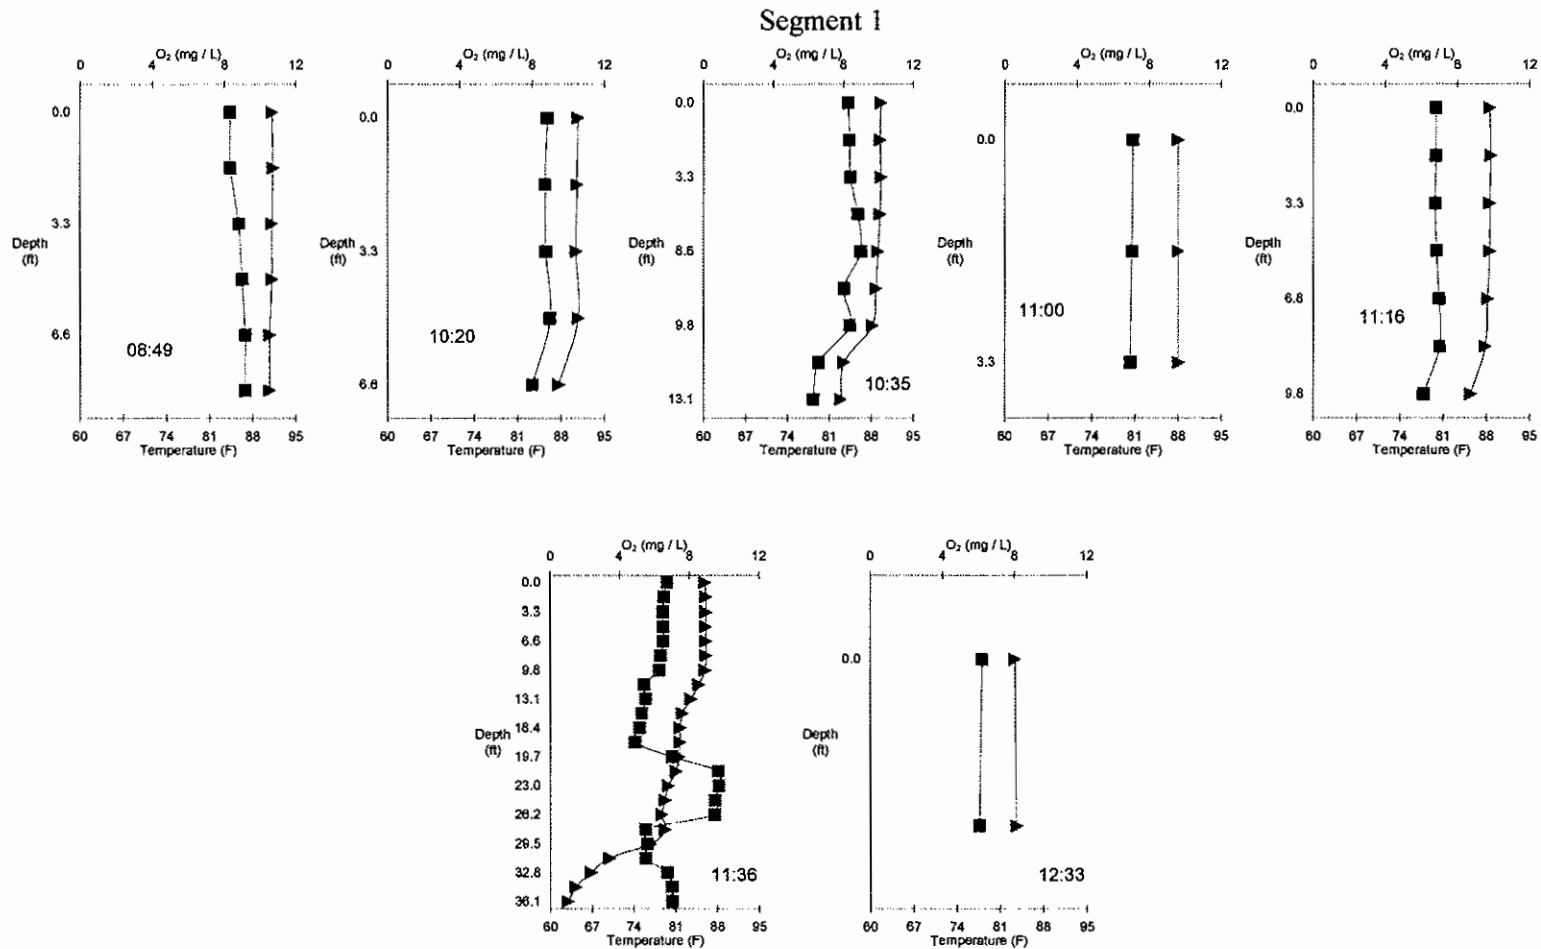 Segment 1
O₂ (mg / L)
0 4 8 12
0.0
3.3
Depth
(ft)
6.6
08:49
60 67 74 81 88 95
Temperature (F)
O₂ (mg / L)
0 4 8 12
0.0
3.3
Depth
(ft)
10:20
6.6
60 67 74 81 88 95
Temperature (F)
O₂ (mg / L)
0 4 8 12
0.0
3.3
Depth
(ft)
6.6
9.8
10:35
13.1
60 67 74 81 88 95
Temperature (F)
O₂ (mg / L)
0 4 8 12
0.0
Depth
(ft)
11:00
3.3
60 67 74 81 88 95
Temperature (F)
O₂ (mg / L)
0 4 8 12
0.0
3.3
Depth
(ft)
6.8
11:16
9.8
60 67 74 81 88 95
Temperature (F)
O₂ (mg / L)
0 4 8 12
0.0
3.3
6.6
9.8
13.1
Depth
(ft)
18.4
19.7
23.0
26.2
29.5
32.8
11:36
36.1
60 67 74 81 88 95
Temperature (F)
O₂ (mg / L)
0 4 8 12
0.0
Depth
(ft)
12:33
60 67 74 81 88 95
Temperature (F)